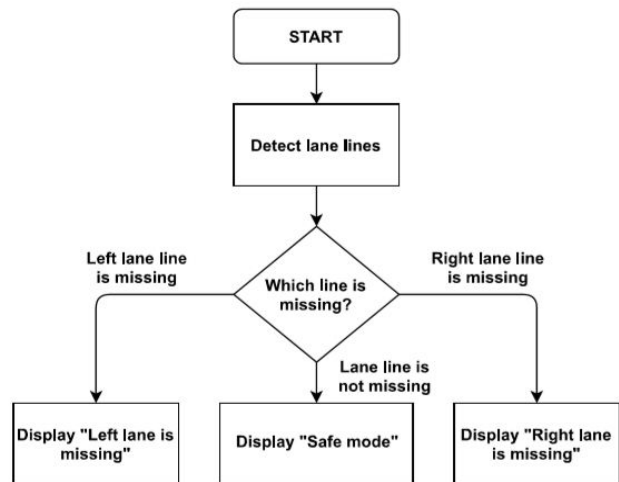 START
Detect lane lines
Left lane line
is missing
Which line is
missing?
Right lane line
is missing
Lane line is
not missing
Display "Left lane is
missing"
Display "Safe mode"
Display "Right lane
is missing"